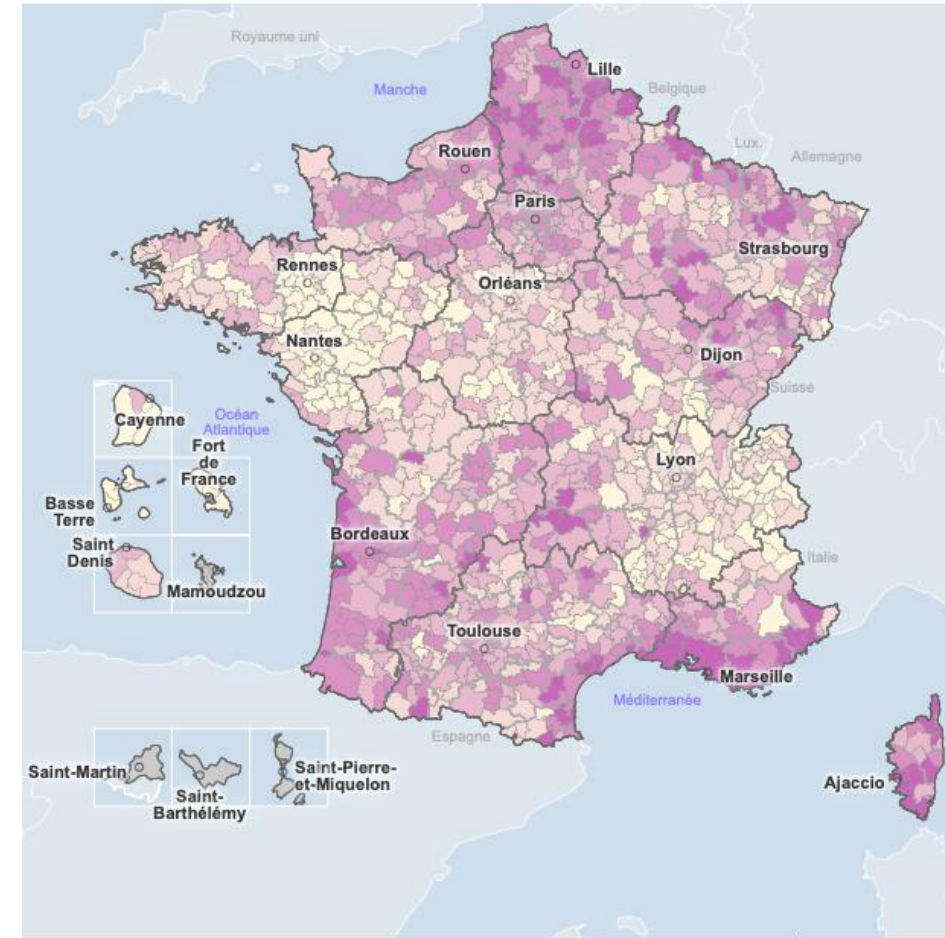 Royaume uni
Lille
Manche
Belgique
Lux.
Allemagne
Rouen
Paris
Strasbourg
Rennes
Orléans
Nantes
Dijon
Suisse
Cayenne
Océan
Atlantique
Fort
de
France
Lyon
Basse
Terre
Bordeaux
Saint
Denis
Italie
Mamoudzou
Toulouse
Marseille
Méditerranée
Espagne
Saint-Martin
Saint-
Barthélémy
Saint-Pierre-
et-Miquelon
Ajaccio